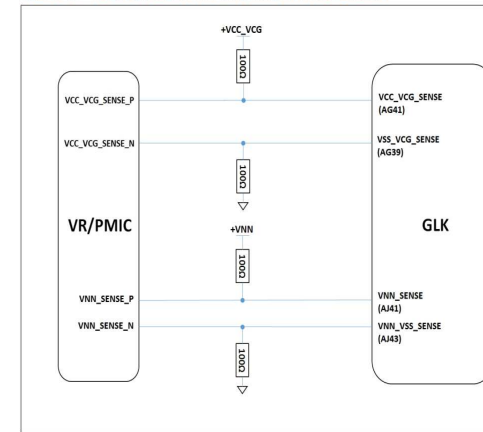 +VCC_VCG
100Ω
VCC_VCG_SENSE_P
VCC_VCG_SENSE
(AG41)
VCC_VCG_SENSE_N
VSS_VCG_SENSE
(AG39)
100Ω
VR/PMIC
+VNN
GLK
100Ω
VNN_SENSE_P
VNN_SENSE
(AJ41)
VNN_SENSE_N
VNN_VSS_SENSE
(AJ43)
100Ω